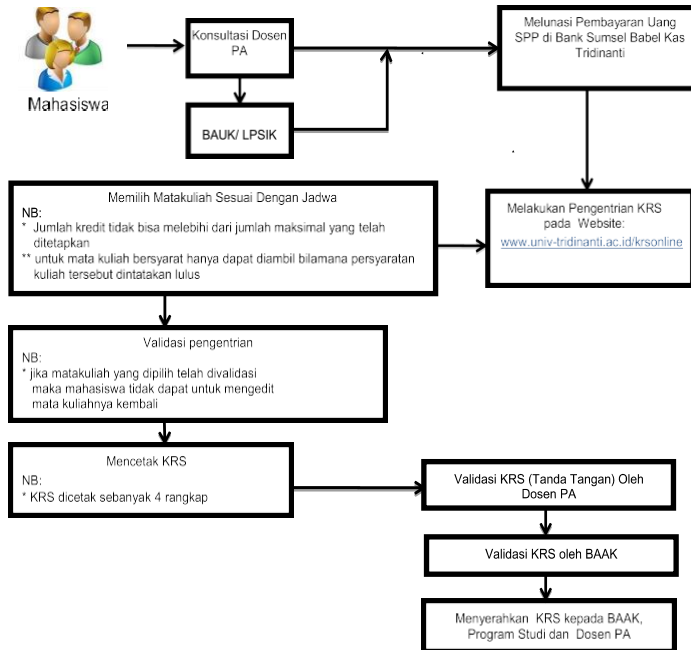 Mahasiswa
Konsultasi Dosen
PA
BAUK/ LPSIK
Melunasi Pembayaran Uang
SPP di Bank Sumsel Babel Kas
Tridinanti
Melakukan Pengentrian KRS
pada Website:
www.univ-tridinanti.ac.id/krsonline
Memilih Matakuliah Sesuai Dengan Jadwa
NB:
* Jumlah kredit tidak bisa melebihi dari jumlah maksimal yang telah
ditetapkan
** untuk mata kuliah bersyarat hanya dapat diambil bilamana persyaratan
kuliah tersebut dintatakan lulus
Validasi pengentrian
NB:
* jika matakuliah yang dipilih telah divalidasi
maka mahasiswa tidak dapat untuk mengedit
mata kuliahnya kembali
Mencetak KRS
NB:
* KRS dicetak sebanyak 4 rangkap
Validasi KRS (Tanda Tangan) Oleh
Dosen PA
Validasi KRS oleh BAAK
Menyerahkan KRS kepada BAAK,
Program Studi dan Dosen PA